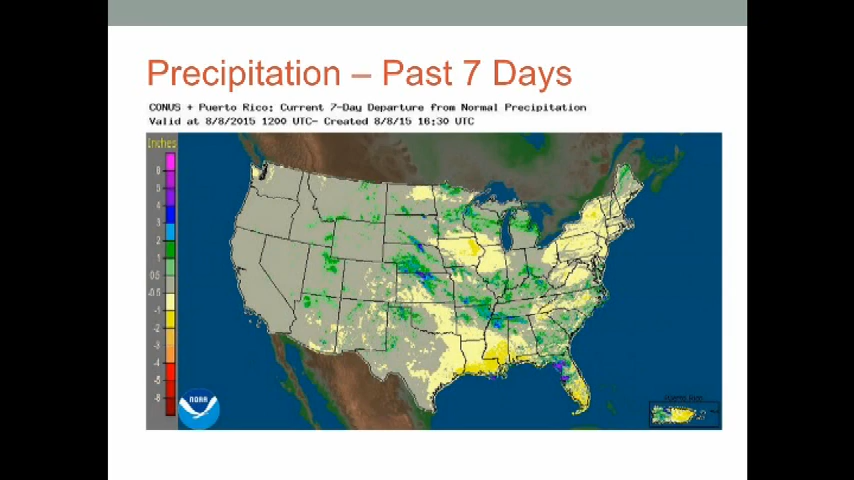 Precipitation – Past 7 Days
CONUS + Puerto Rico: Current 7-Day Departure from Normal Precipitation
Valid at 8/8/2015 1200 UTC- Created 8/8/15 16:30 UTC
Inches
8
5
4
3
2
1
0.5
-0.5
-1
-2
-3
-4
-5
-8
NOAA
Puerto Rico